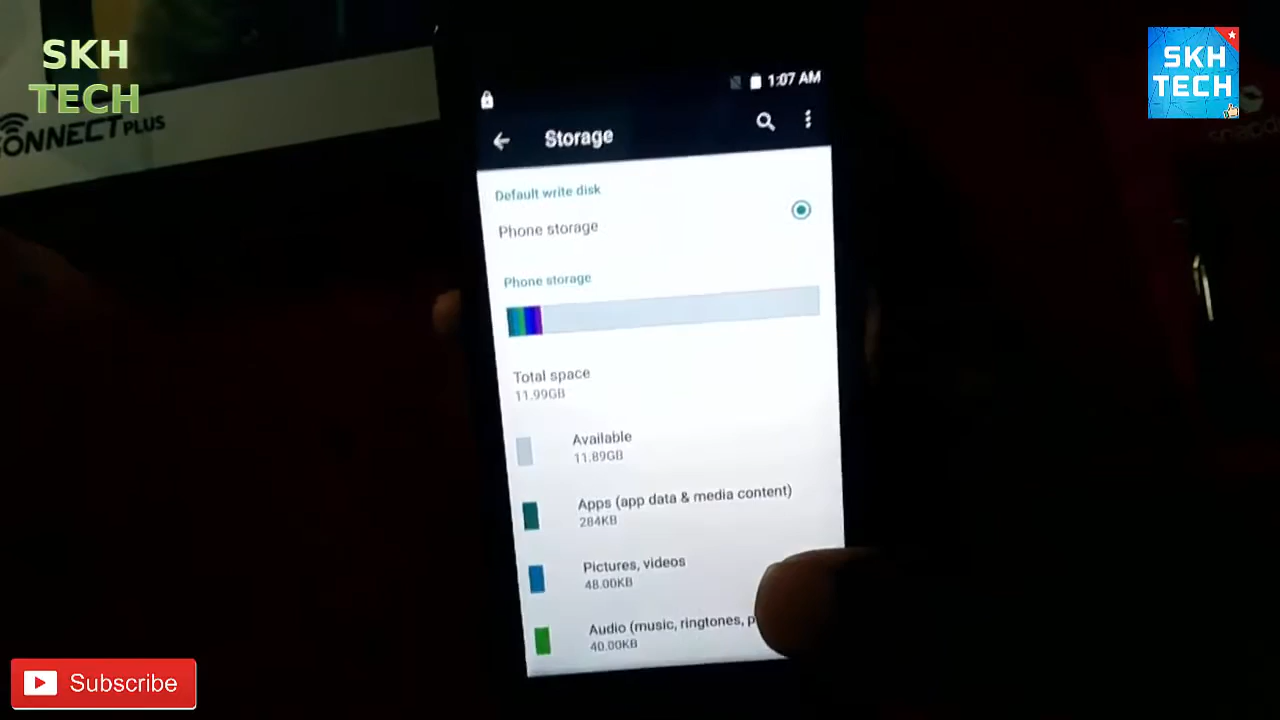 SKH
TECH
SKH
TECH
CONNECT PLUS
1:07 AM
Storage
Default write disk
Phone storage
Phone storage
Total space
11.99GB
Available
11.89GB
Apps (app data & media content)
284KB
Pictures, videos
48.00KB
Audio (music, ringtones, p
40.00KB
Subscribe